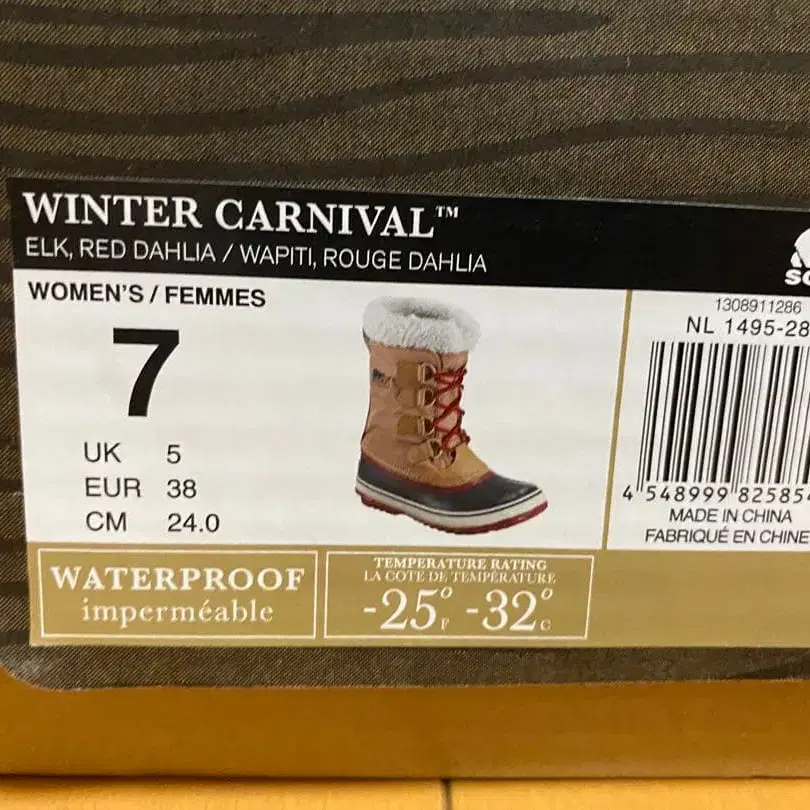 WINTER CARNIVAL™
ELK, RED DAHLIA / WAPITI, ROUGE DAHLIA
WOMEN'S / FEMMES
7
UK 5
EUR 38
CM 24.0
1308911286
NL 1495-28
4 548999 82585
MADE IN CHINA
FABRIQUÉ EN CHINE
WATERPROOF
imperméable
TEMPERATURE RATING
LA COTE DE TEMPÉRATURE
-25°F -32°C